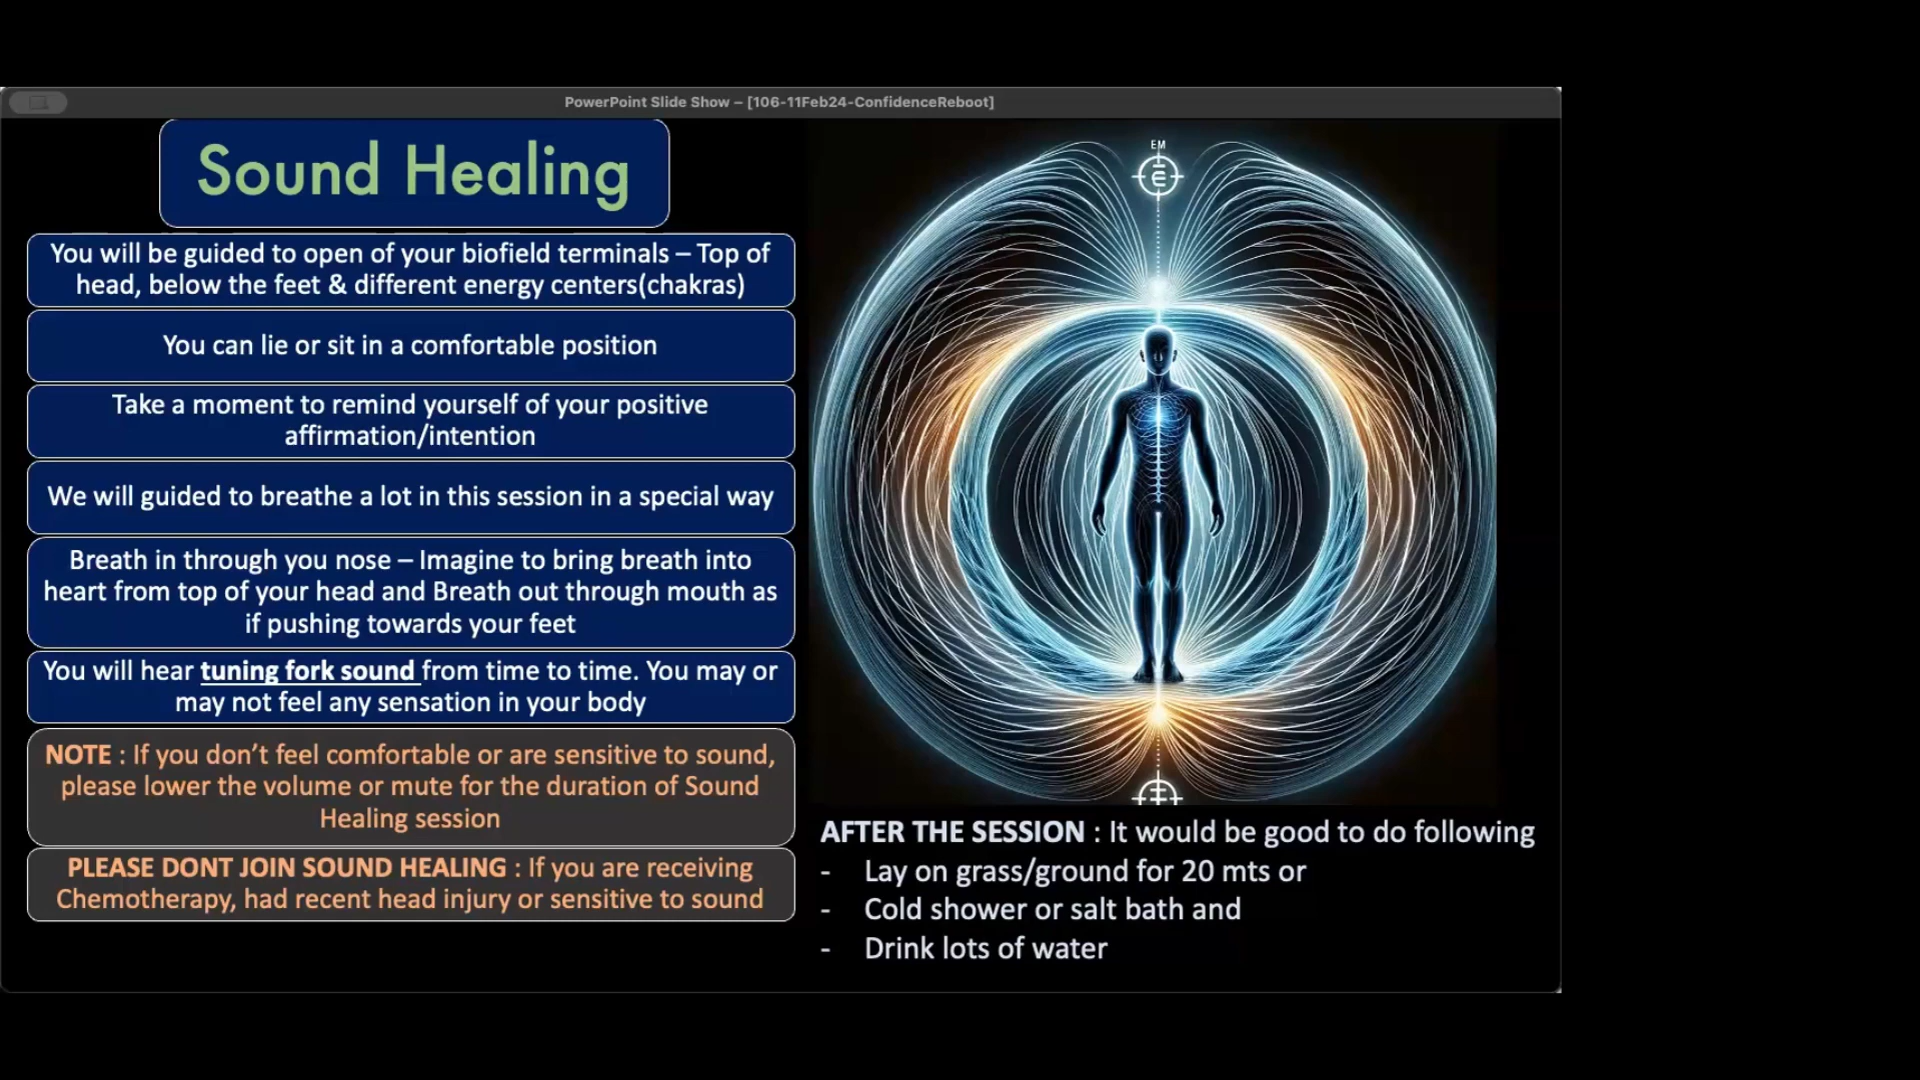 PowerPoint Slide Show – [106-11Feb24-ConfidenceReboot]
Sound Healing
You will be guided to open of your biofield terminals – Top of
head, below the feet & different energy centers(chakras)
You can lie or sit in a comfortable position
Take a moment to remind yourself of your positive
affirmation/intention
We will guided to breathe a lot in this session in a special way
Breath in through you nose – Imagine to bring breath into
heart from top of your head and Breath out through mouth as
if pushing towards your feet
You will hear tuning fork sound from time to time. You may or
may not feel any sensation in your body
NOTE : If you don’t feel comfortable or are sensitive to sound,
please lower the volume or mute for the duration of Sound
Healing session
PLEASE DONT JOIN SOUND HEALING : If you are receiving
Chemotherapy, had recent head injury or sensitive to sound
EM
AFTER THE SESSION : It would be good to do following
- Lay on grass/ground for 20 mts or
- Cold shower or salt bath and
- Drink lots of water